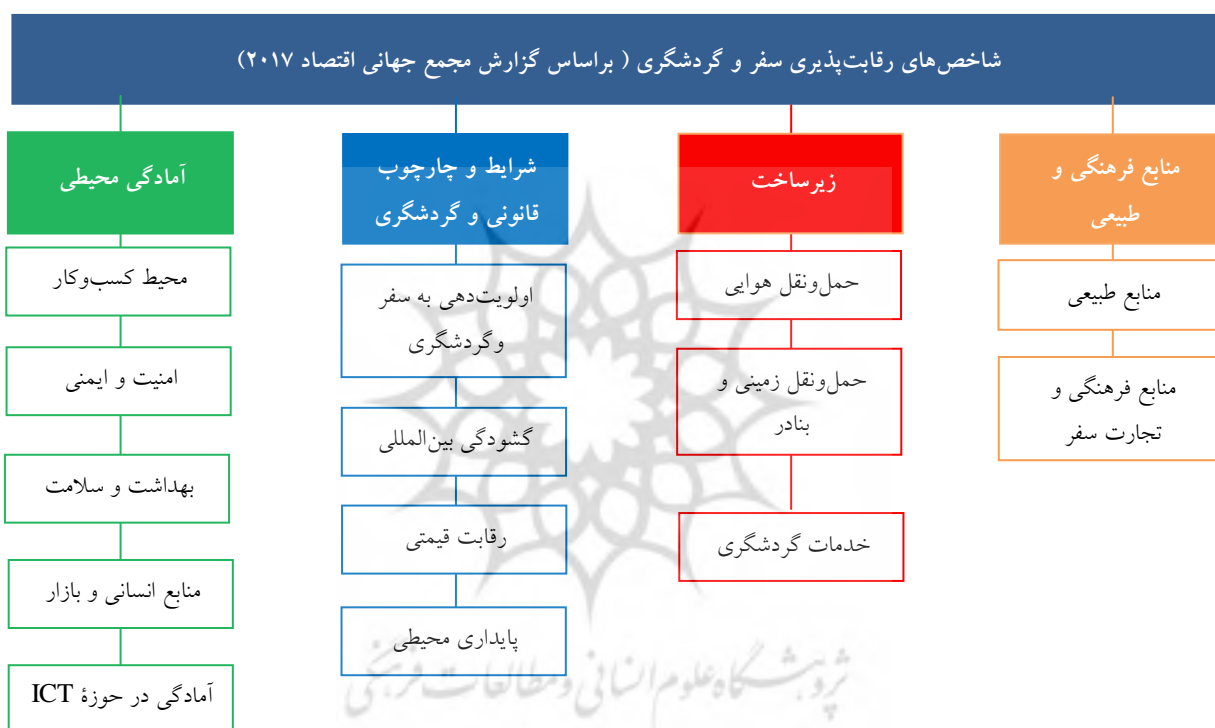 شاخص‌های رقابت‌پذیری سفر و گردشگری ( براساس گزارش مجمع جهانی اقتصاد ۲۰۱۷)
منابع فرهنگی و
طبیعی
منابع طبیعی
منابع فرهنگی و
تجارت سفر
زیرساخت
حمل‌ونقل هوایی
حمل‌ونقل زمینی و
بنادر
خدمات گردشگری
شرایط و چارچوب
قانونی و گردشگری
اولویت‌دهی به سفر
وگردشگری
گشودگی بین‌المللی
رقابت قیمتی
پایداری محیطی
آمادگی محیطی
محیط کسب‌وکار
امنیت و ایمنی
بهداشت و سلامت
منابع انسانی و بازار
آمادگی در حوزهٔ ICT
پژوهشگاه علوم انسانی و مطالعات فرهنگی